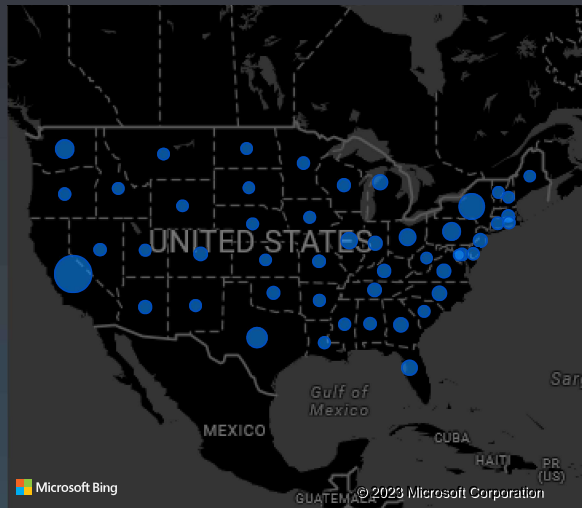 UNITED STATES
Gulf of
Mexico
Sar
MEXICO
CUBA
HAITI
PR
(US)
GUATEMALA
Microsoft Bing
© 2023 Microsoft Corporation